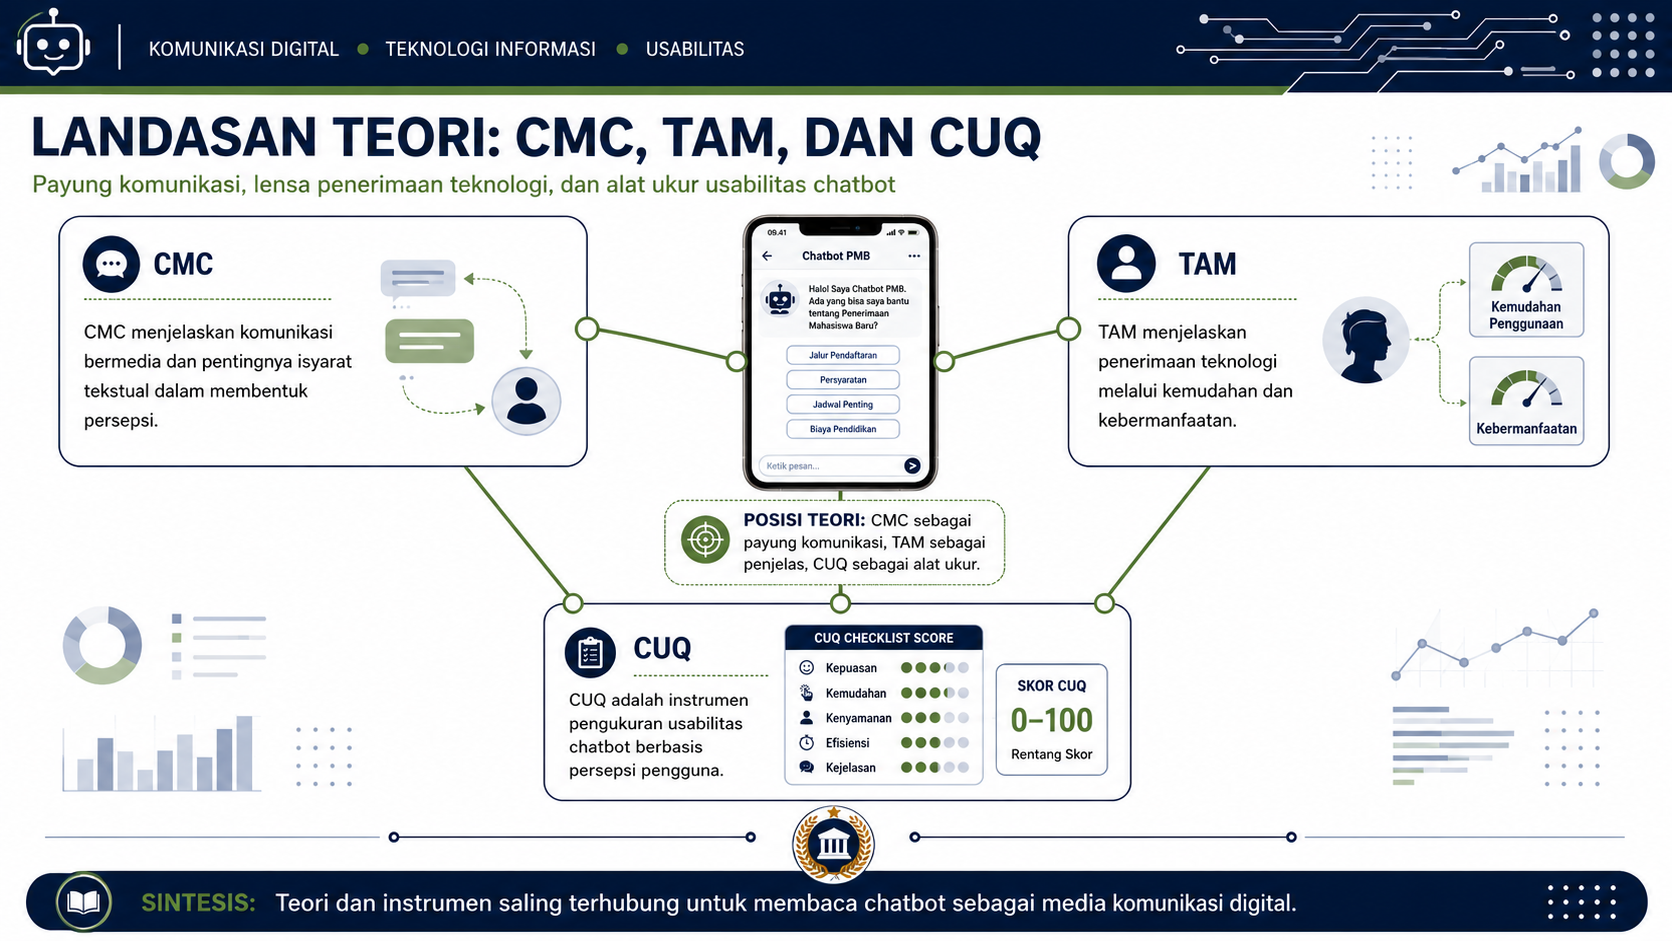 KOMUNIKASI DIGITAL ● TEKNOLOGI INFORMASI ● USABILITAS
LANDASAN TEORI: CMC, TAM, DAN CUQ
Payung komunikasi, lensa penerimaan teknologi, dan alat ukur usabilitas chatbot
CMC
CMC menjelaskan komunikasi
bermedia dan pentingnya isyarat
tekstual dalam membentuk
persepsi.
09.41
Chatbot PMB
Halo! Saya Chatbot PMB.
Ada yang bisa saya bantu
tentang Penerimaan
Mahasiswa Baru?
Jalur Pendaftaran
Persyaratan
Jadwal Penting
Biaya Pendidikan
Ketik pesan...
TAM
TAM menjelaskan
penerimaan teknologi
melalui kemudahan dan
kebermanfaatan.
Kemudahan
Penggunaan
Kebermanfaatan
POSISI TEORI: CMC sebagai
payung komunikasi, TAM sebagai
penjelas, CUQ sebagai alat ukur.
CUQ
CUQ adalah instrumen
pengukuran usabilitas
chatbot berbasis
persepsi pengguna.
CUQ CHECKLIST SCORE
Kepuasan
Kemudahan
Kenyamanan
Efisiensi
Kejelasan
SKOR CUQ
0–100
Rentang Skor
SINTESIS: Teori dan instrumen saling terhubung untuk membaca chatbot sebagai media komunikasi digital.